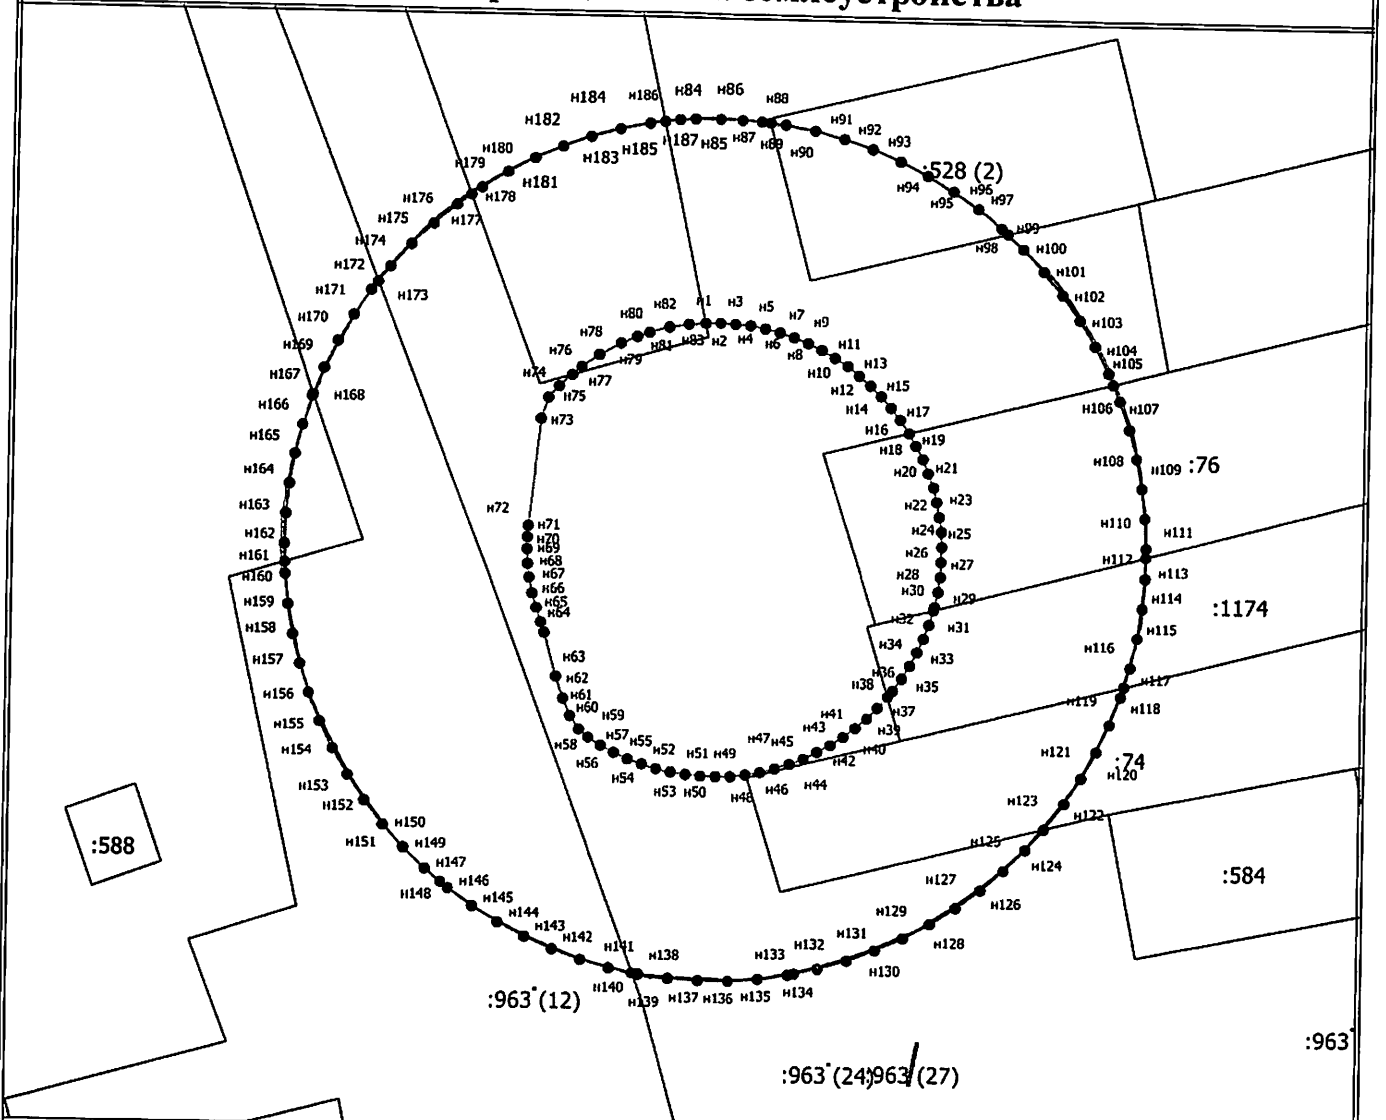 землеустройства
н184
н186
н84
н86
н88
н182
н91
н92
н187
н85
н87
н89
н90
н93
н180
н183
н185
н179
н181
:528 (2)
н94
н178
н95
н96
н97
н176
н177
н175
н99
н98
н174
н100
н172
н101
н173
н171
н102
н82
н1
н3
н5
н7
н9
н170
н80
н103
н78
н81
н83
н2
н4
н6
н8
н11
н169
н76
н79
н10
н13
н104
н105
н167
н74
н77
н12
н15
н168
н75
н14
н17
н166
н73
н16
н106
н107
н165
н18
н19
н164
н20
н21
н108
н109
:76
н163
н72
н22
н23
н162
н71
н70
н24
н25
н110
н111
н161
н69
н26
н112
н160
н68
н67
н28
н27
н113
н159
н66
н30
н29
н114
:1174
н158
н65
н64
н32
н31
н115
н157
н63
н34
н33
н116
н156
н62
н36
н35
н117
н155
н61
н38
н37
н119
н118
н154
н60
н59
н41
н39
н58
н57
н43
н40
н153
н56
н55
н52
н51
н49
н47
н45
н42
н121
:74
н120
н152
н54
н53
н50
н48
н46
н44
н123
н122
н151
н150
:588
н149
н125
н124
н147
н148
н146
н127
:584
н145
н126
н144
н129
н143
н128
н142
н141
н138
н133
н132
н131
н130
н140
н139
н137
н136
н135
н134
:963 (12)
:963
:963 (24)
:963 (27)